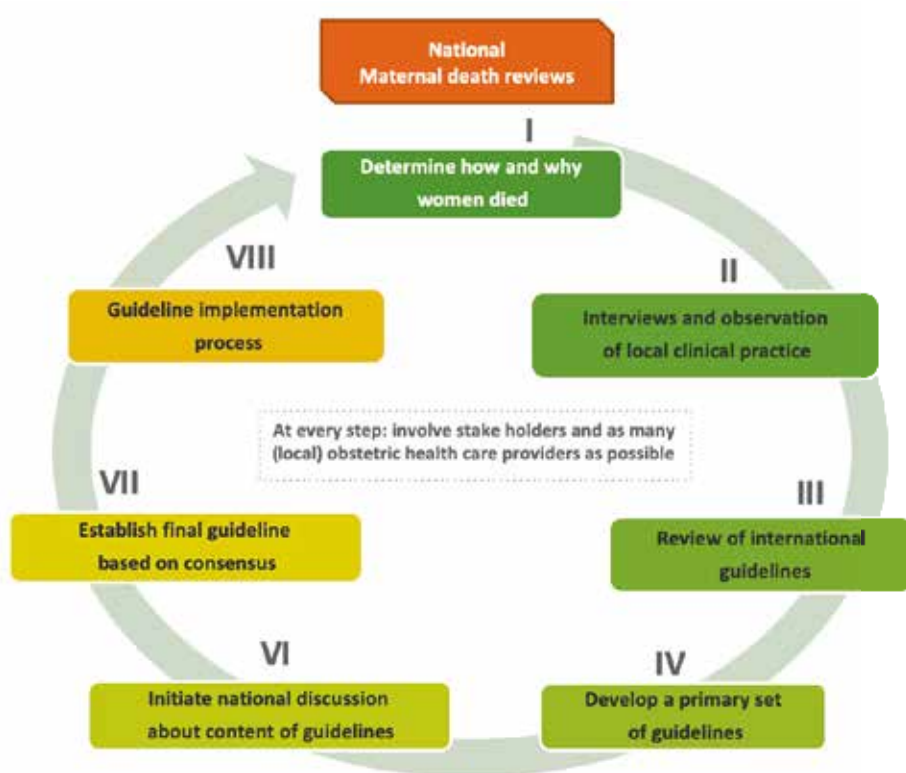 National
Maternal death reviews
I
Determine how and why
women died
II
Interviews and observation
of local clinical practice
III
Review of international
guidelines
IV
Develop a primary set
of guidelines
VI
Initiate national discussion
about content of guidelines
VII
Establish final guideline
based on consensus
VIII
Guideline implementation
process
At every step: involve stake holders and as many
(local) obstetric health care providers as possible